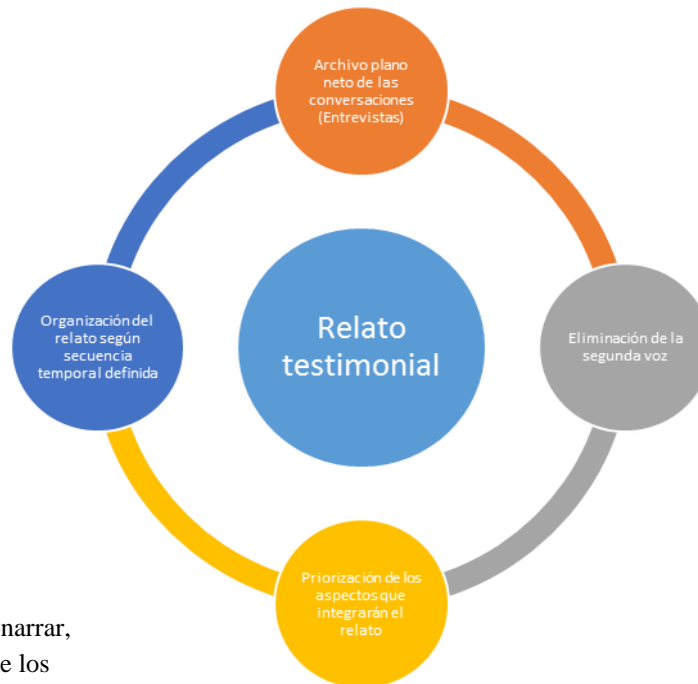 Archivo plano
neto de las
conversaciones
(Entrevistas)
Organización del
relato según
secuencia
temporal definida
Relato
testimonial
Eliminación de la
segunda voz
Priorización de los
aspectos que
integrarán el
relato
narrar,
e los